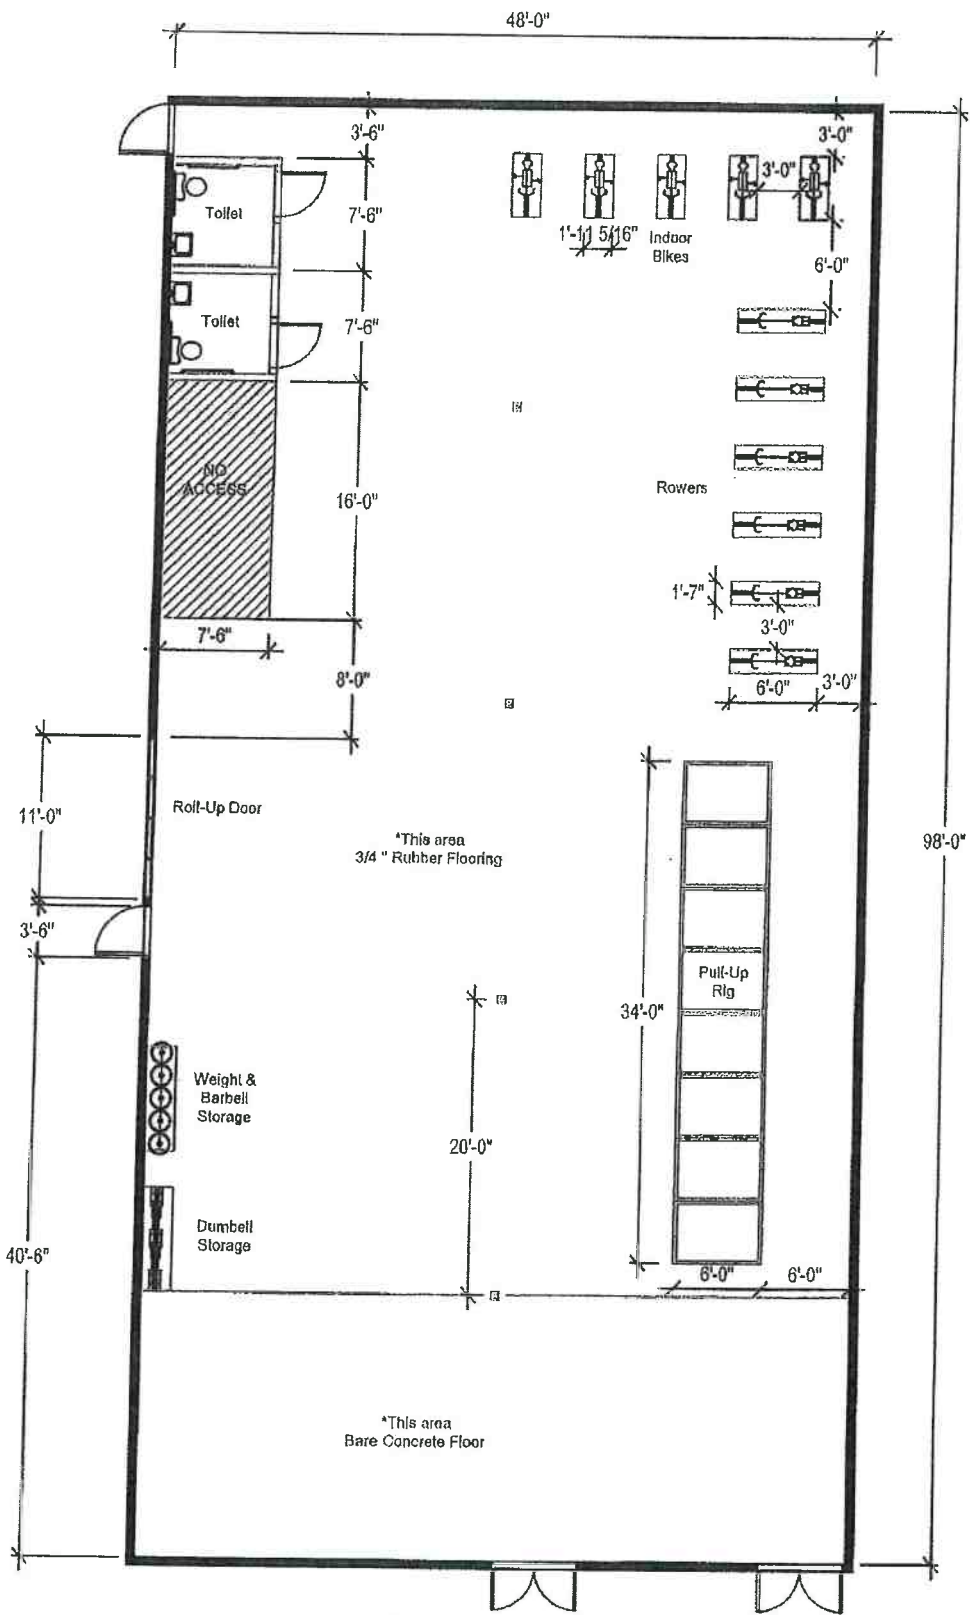 48'-0"
3'-6"
3'-0"
3'-0"
Toilet
7'-6"
1'-11 5/16"
Indoor
Bikes
6'-0"
Toilet
7'-6"
NO
ACCESS
16'-0"
Rowers
1'-7"
3'-0"
7'-6"
8'-0"
6'-0"
3'-0"
11'-0"
Roll-Up Door
*This area
3/4 " Rubber Flooring
98'-0"
3'-6"
Pull-Up
Rig
34'-0"
Weight &
Barbell
Storage
20'-0"
Dumbell
Storage
40'-6"
6'-0"
6'-0"
*This area
Bare Concrete Floor